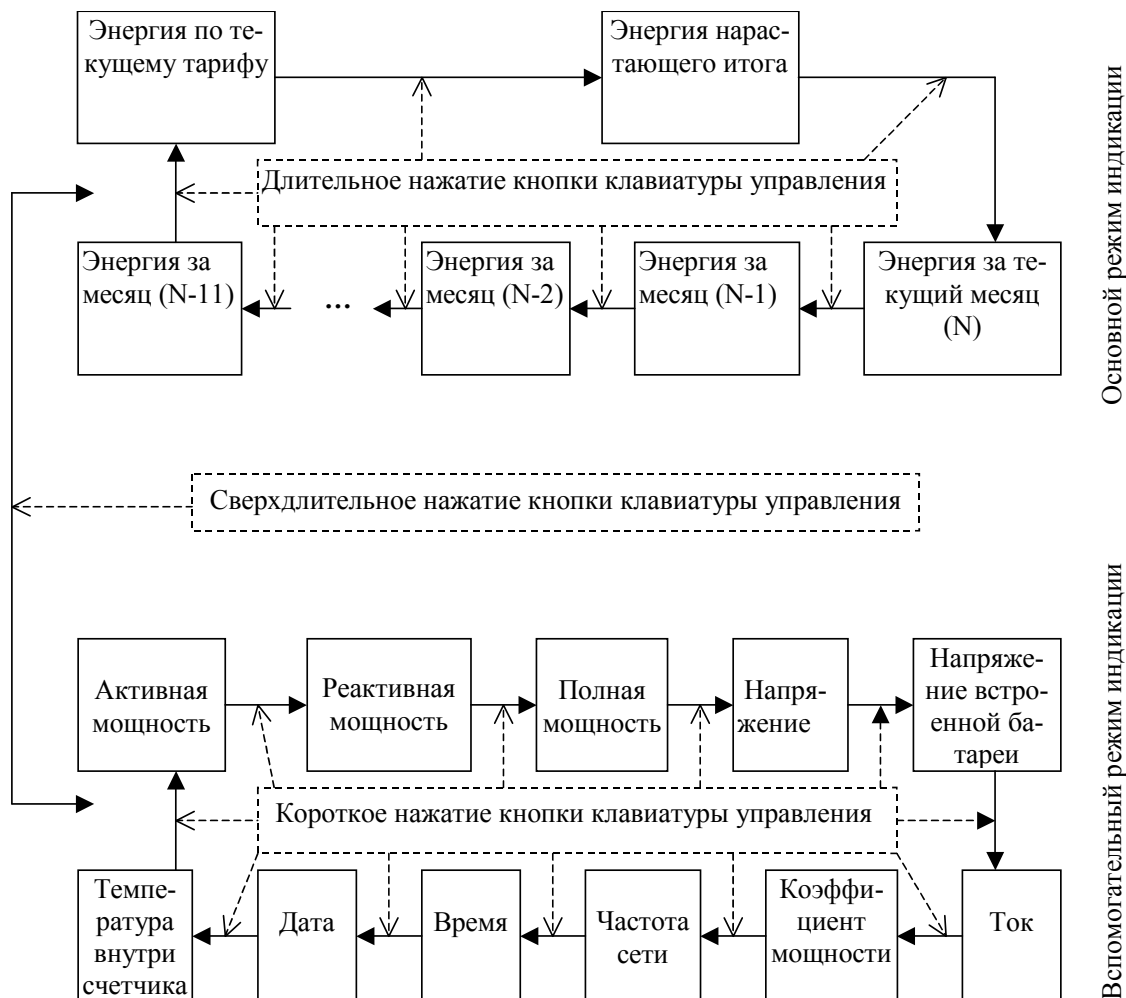 Энергия по те-
кущему тарифу
Энергия нарас-
тающего итога
Длительное нажатие кнопки клавиатуры управления
Энергия за
месяц (N-11)
...
Энергия за
месяц (N-2)
Энергия за
месяц (N-1)
Энергия за те-
кущий месяц
(N)
Основной режим индикации
Сверхдлительное нажатие кнопки клавиатуры управления
Активная
мощность
Реактивная
мощность
Полная
мощность
Напря-
жение
Напряже-
ние встро-
енной ба-
тареи
Короткое нажатие кнопки клавиатуры управления
Темпе-
ратура
внутри
счетчика
Дата
Время
Частота
сети
Коэффи-
циент
мощности
Ток
Вспомогательный режим индикации